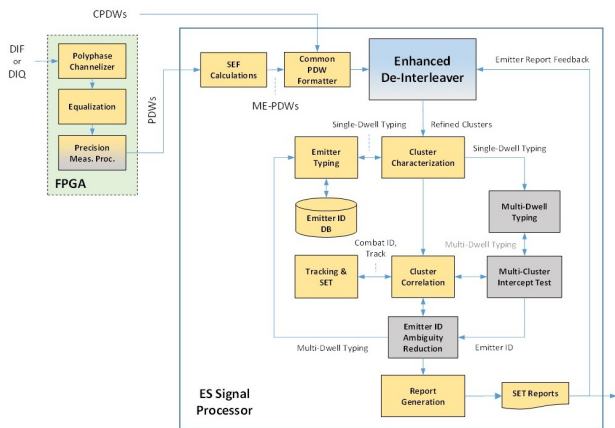 CPDWs
DIF
or
DIQ
Polyphase
Channelizer
Equalization
Precision
Meas. Proc.
FPGA
PDWs
SEF
Calculations
Common
PDW
Formatter
ME-PDWs
Enhanced
De-Interleaver
Emitter Report Feedback
Single-Dwell Typing
Refined Clusters
Emitter
Typing
Cluster
Characterization
Single-Dwell Typing
Emitter ID
DB
Multi-Dwell
Typing
Combat ID,
Track
Multi-Dwell Typing
Tracking &
SET
Cluster
Correlation
Multi-Cluster
Intercept Test
Emitter ID
Ambiguity
Reduction
Multi-Dwell Typing
Emitter ID
ES Signal
Processor
Report
Generation
SET Reports